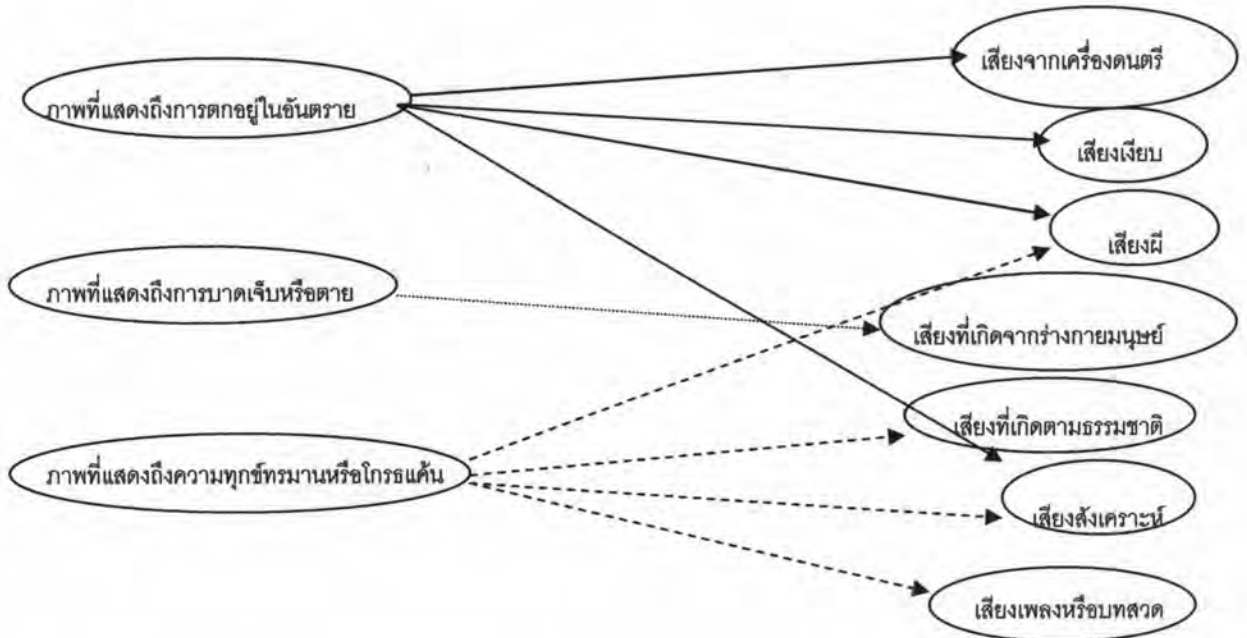 เสียงจากเครื่องดนตรี
ภาพที่แสดงถึงการตกอยู่ในอันตราย
เสียงเงียบ
เสียงผี
ภาพที่แสดงถึงการบาดเจ็บหรือตาย
เสียงที่เกิดจากร่างกายมนุษย์
เสียงที่เกิดตามธรรมชาติ
ภาพที่แสดงถึงความทุกข์ทรมานหรือโกรธแค้น
เสียงสังเคราะห์
เสียงเพลงหรือบทสวด